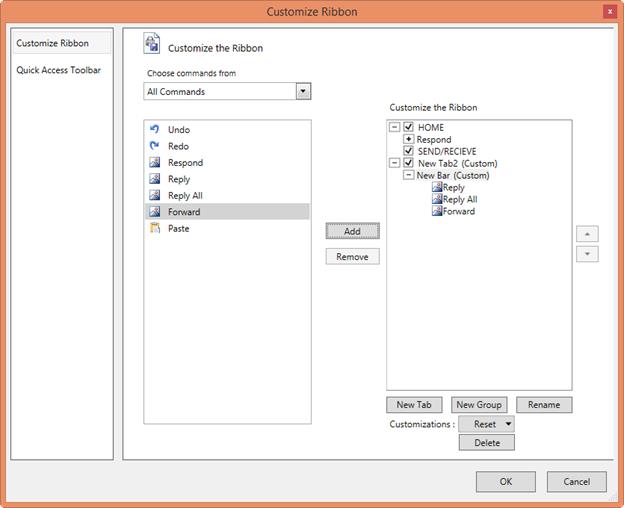 Customize Ribbon
x
Customize Ribbon
Quick Access Toolbar
Customize the Ribbon
Choose commands from
All Commands
Undo
Redo
Respond
Reply
Reply All
Forward
Paste
Add
Remove
Customize the Ribbon
HOME
Respond
SEND/RECIEVE
New Tab2 (Custom)
New Bar (Custom)
Reply
Reply All
Forward
New Tab New Group Rename
Customizations : Reset
Delete
OK Cancel